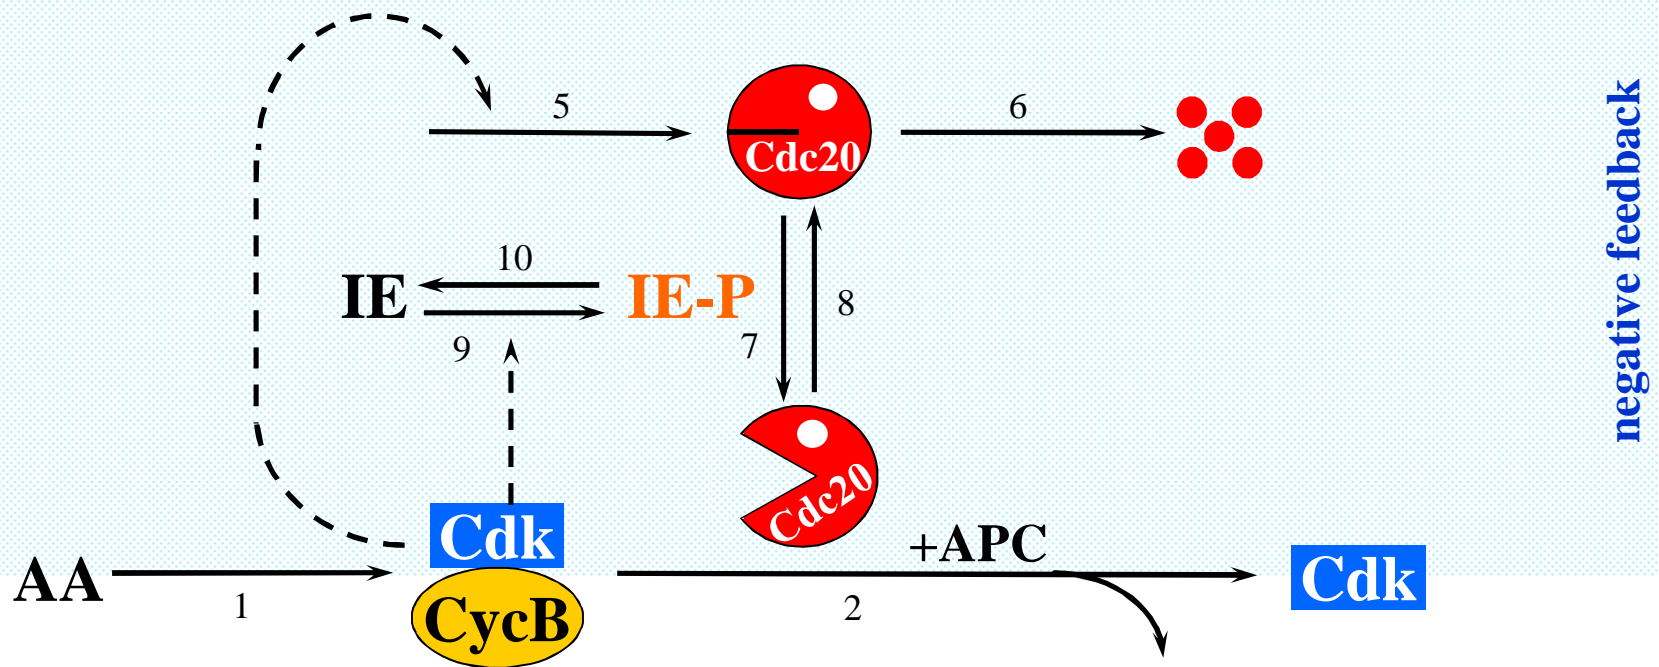 5
6
Cdc20
negative feedback
10
IE
IE-P
8
9
7
Cdc20
Cdk
+APC
AA
Cdk
1
CycB
2